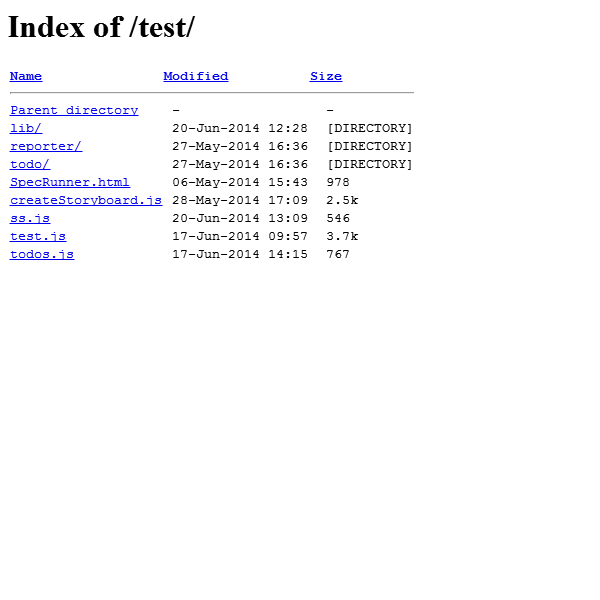 Index of /test/
Name Modified Size
Parent directory - -
lib/ 20-Jun-2014 12:28 [DIRECTORY]
reporter/ 27-May-2014 16:36 [DIRECTORY]
todo/ 27-May-2014 16:36 [DIRECTORY]
SpecRunner.html 06-May-2014 15:43 978
createStoryboard.js 28-May-2014 17:09 2.5k
ss.js 20-Jun-2014 13:09 546
test.js 17-Jun-2014 09:57 3.7k
todos.js 17-Jun-2014 14:15 767